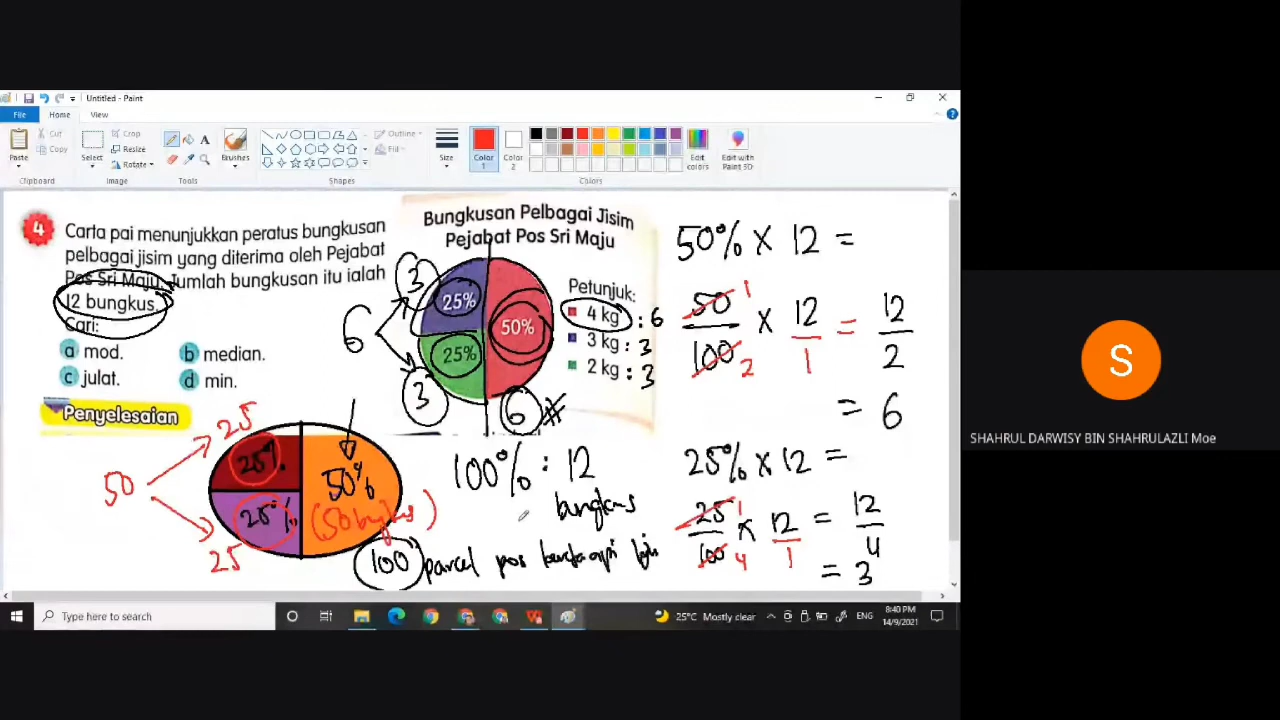 Untitled - Paint
File
Home
View
Paste
Cut
Copy
Clipboard
Select
Crop
Resize
Rotate
Image
Tools
Brushes
Shapes
Outline
Fill
Size
Color 1
Color 2
Colors
Edit colors
Edit with Paint 3D
4
Carta pai menunjukkan peratus bungkusan
pelbagai jisim yang diterima oleh Pejabat
Pos Sri Maju. Jumlah bungkusan itu ialah
12 bungkus.
Cari:
a mod.
b median.
c julat.
d min.
Penyelesaian
Bungkusan Pelbagai Jisim
Pejabat Pos Sri Maju
25%
50%
25%
Petunjuk:
4 kg : 6
3 kg : 3
2 kg : 3
6
3
3
6
50% X 12 =
50/100 1 2 X 12/1 = 12/2
= 6
25% X 12 =
25/100 1 4 X 12/1 = 12/4
= 3
50
25
25
25%
25%
50%
100% : 12
bungkus
100 parcel pos
SHAHRUL DARWISY BIN SHAHRULAZLI Moe
S
Type here to search
25°C Mostly clear
ENG
8:40 PM
14/9/2021